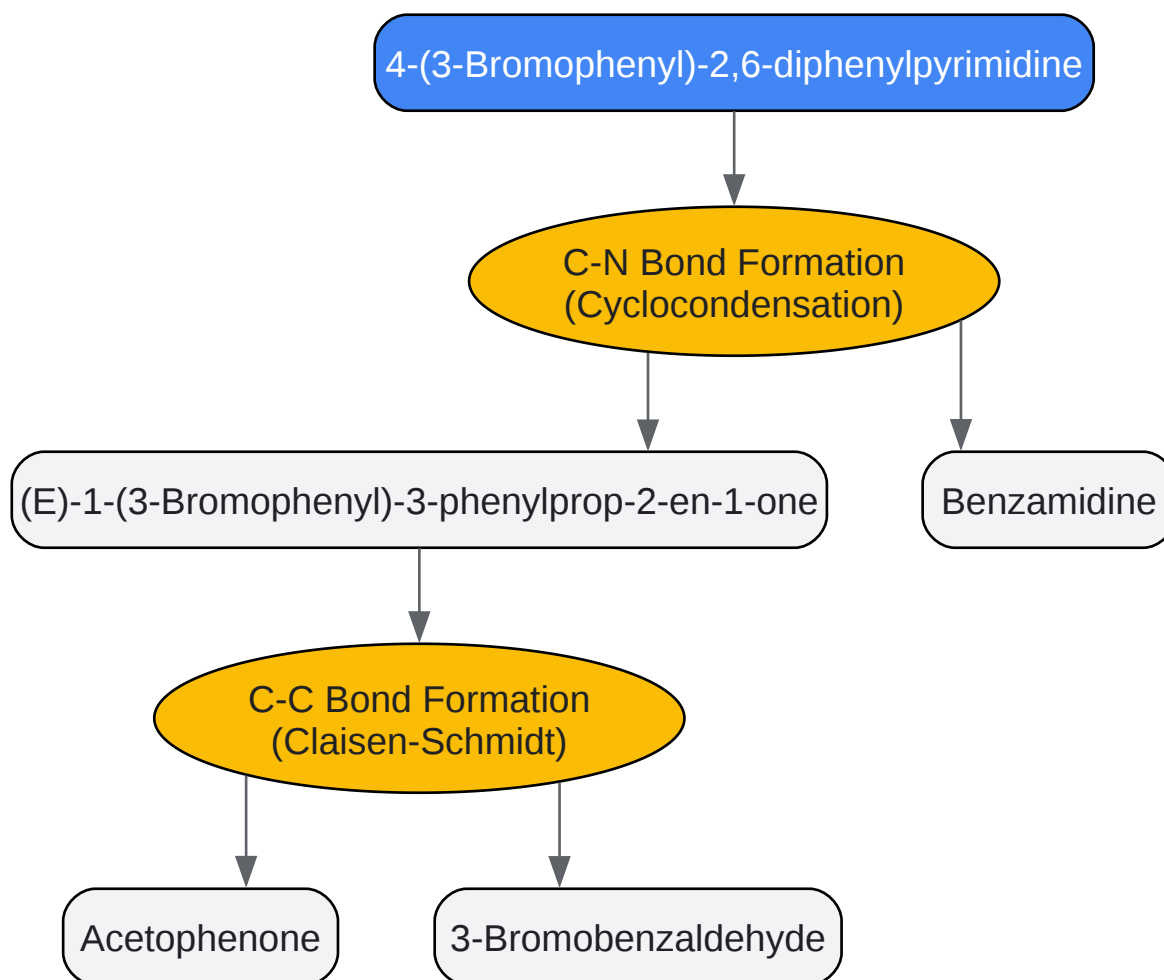 4-(3-Bromophenyl)-2,6-diphenylpyrimidine
C-N Bond Formation
(Cyclocondensation)
(E)-1-(3-Bromophenyl)-3-phenylprop-2-en-1-one
Benzamidine
C-C Bond Formation
(Claisen-Schmidt)
Acetophenone
3-Bromobenzaldehyde